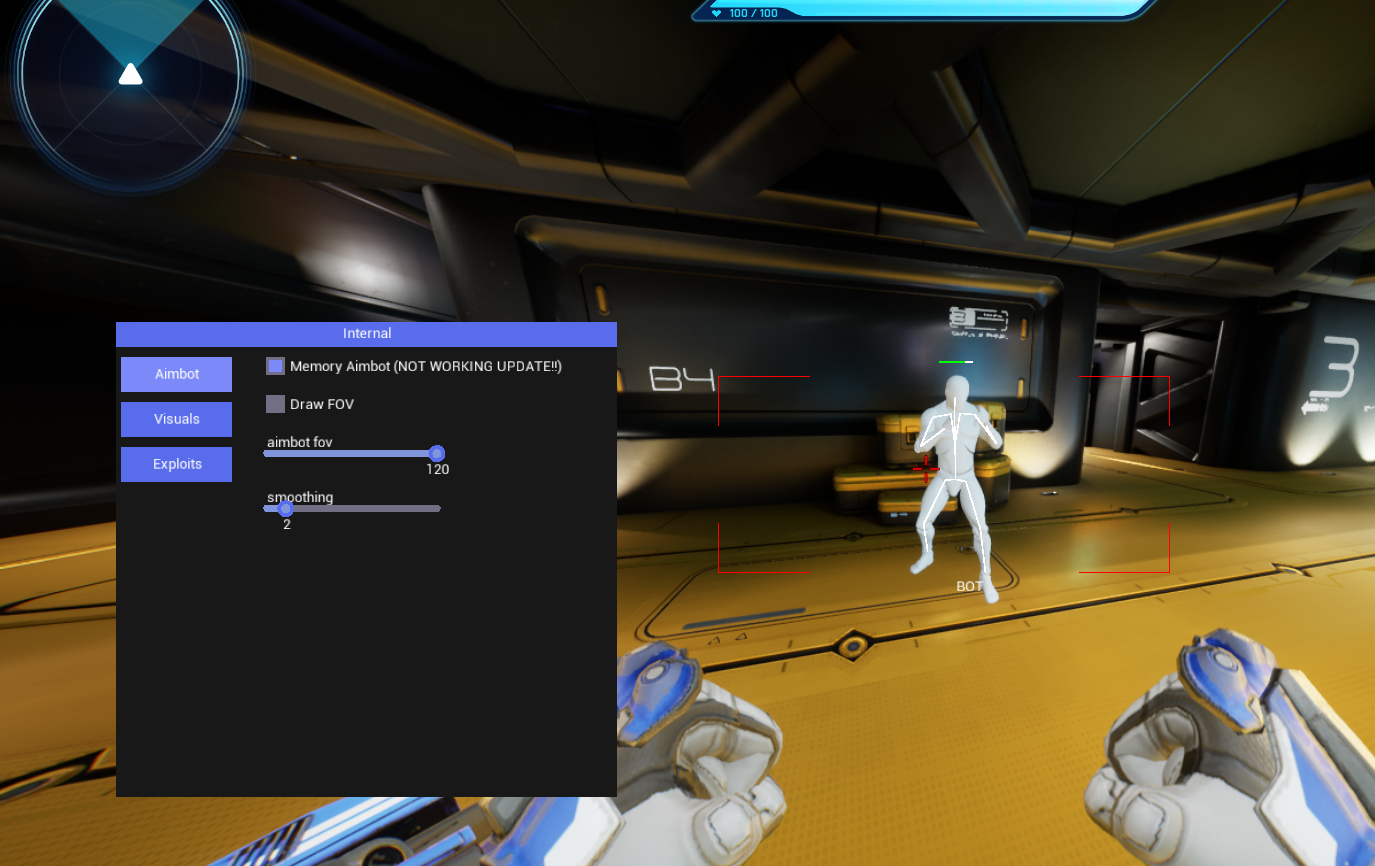 100 / 100
Internal
Aimbot
Memory Aimbot (NOT WORKING UPDATE!!)
Visuals
Draw FOV
Exploits
aimbot fov
120
smoothing
2
B4
3
BOT